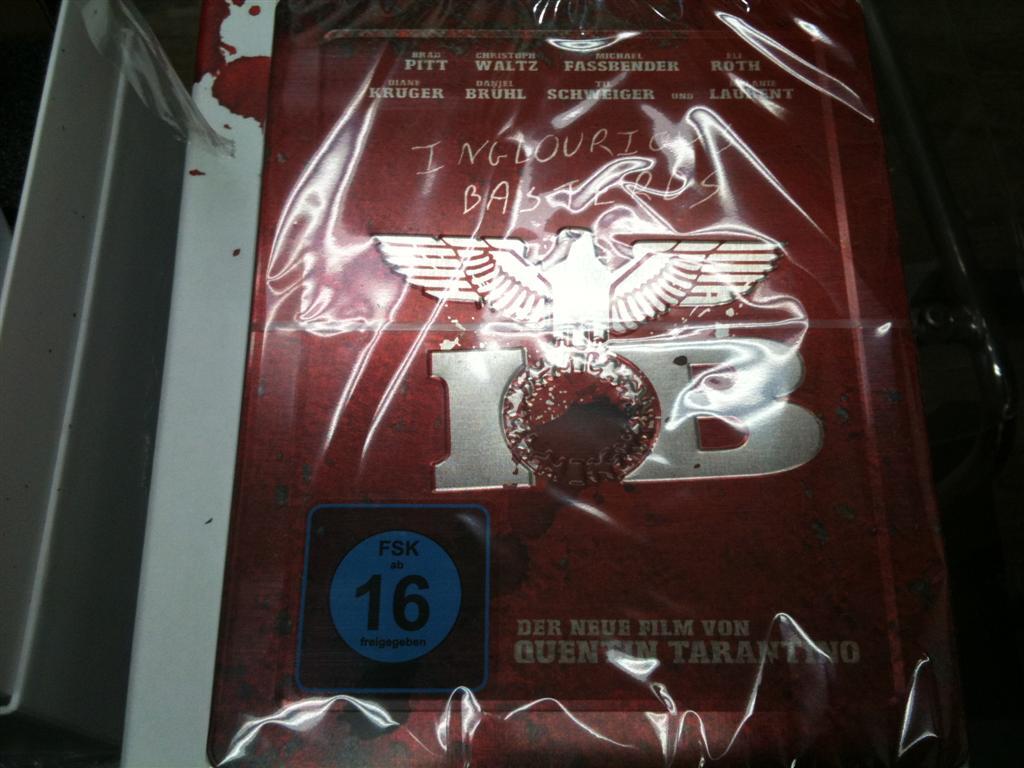 BRAD CHRISTOPH MICHAEL ELI
PITT WALTZ FASSBENDER ROTH
DIANE DANIEL TIL
KRUGER BRÜHL SCHWEIGER UND LAURENT
INGLOURIOUS
BASTERDS
IB
FSK
ab
16
freigegeben
DER NEUE FILM VON
QUENTIN TARANTINO